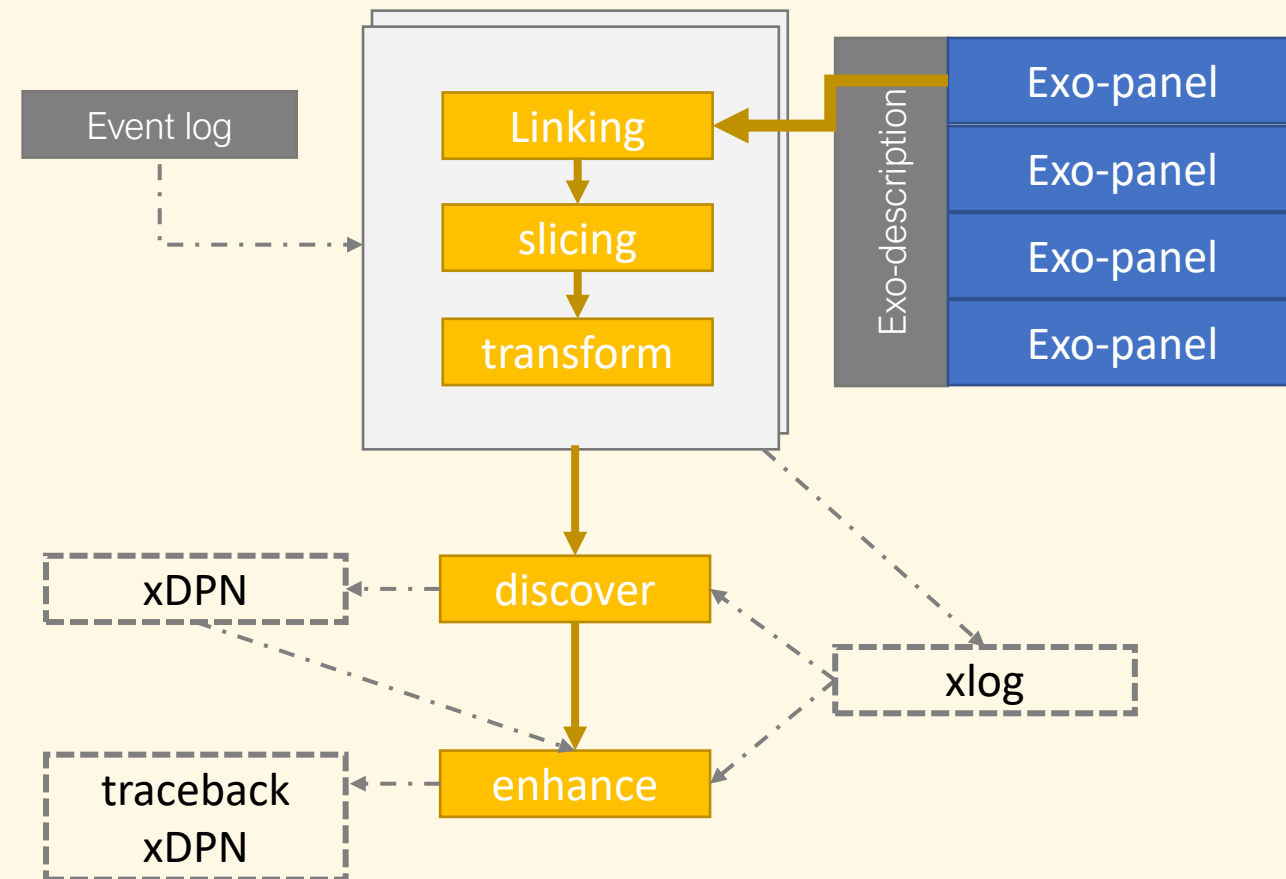 Event log
Linking
slicing
transform
Exo-description
Exo-panel
Exo-panel
Exo-panel
Exo-panel
xDPN
discover
xlog
traceback
xDPN
enhance